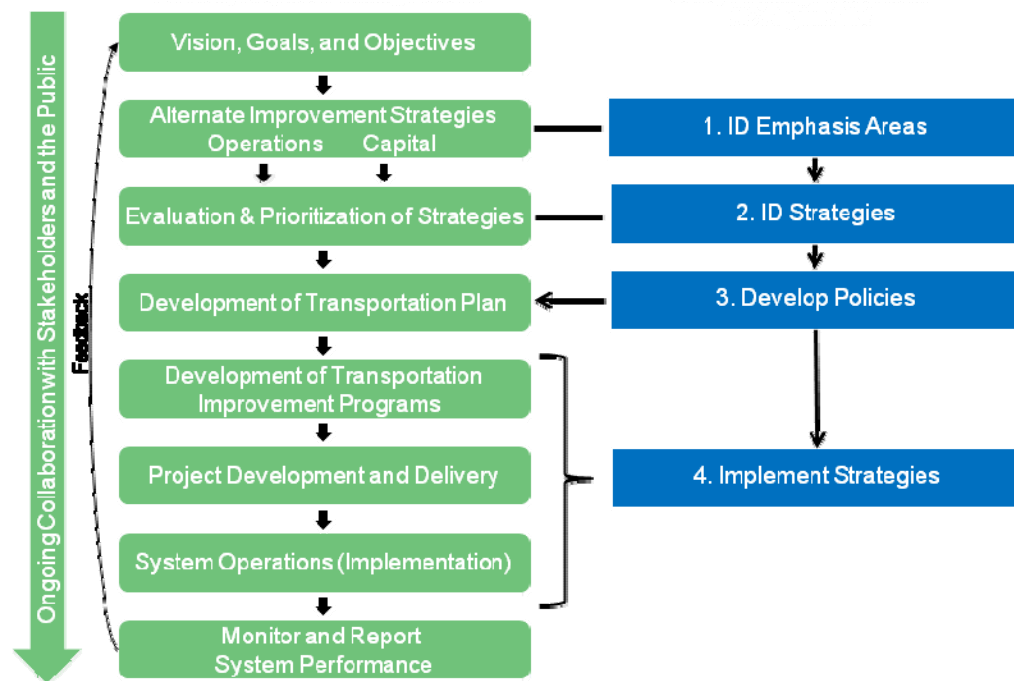 Ongoing Collaboration with Stakeholders and the Public
Feedback
Vision, Goals, and Objectives
Alternate Improvement Strategies
Operations Capital
Evaluation & Prioritization of Strategies
Development of Transportation Plan
Development of Transportation
Improvement Programs
Project Development and Delivery
System Operations (Implementation)
Monitor and Report
System Performance
1. ID Emphasis Areas
2. ID Strategies
3. Develop Policies
4. Implement Strategies